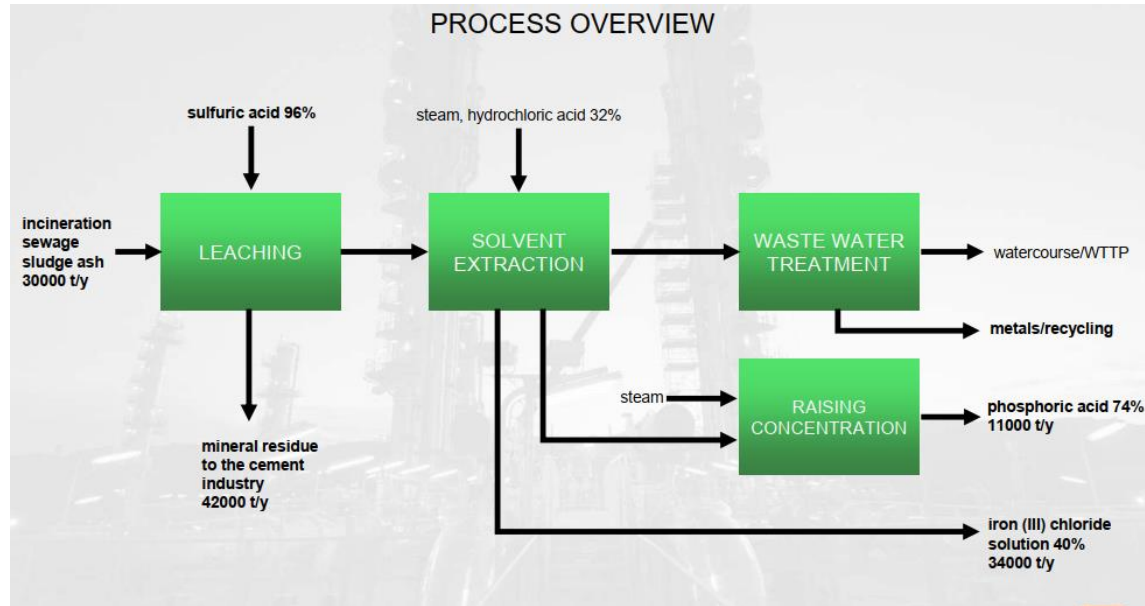 PROCESS OVERVIEW
sulfuric acid 96%
steam, hydrochloric acid 32%
incineration
sewage
sludge ash
30000 t/y
LEACHING
SOLVENT
EXTRACTION
WASTE WATER
TREATMENT
watercourse/WTTP
metals/recycling
steam
RAISING
CONCENTRATION
phosphoric acid 74%
11000 t/y
mineral residue
to the cement
industry
42000 t/y
iron (III) chloride
solution 40%
34000 t/y